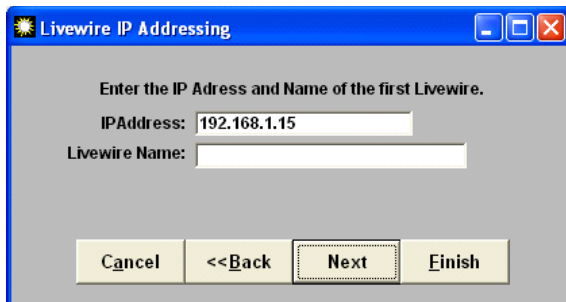 Livewire IP Addressing
Enter the IP Adress and Name of the first Livewire.
IPAddress: 192.168.1.15
Livewire Name:
Cancel <<Back Next Finish